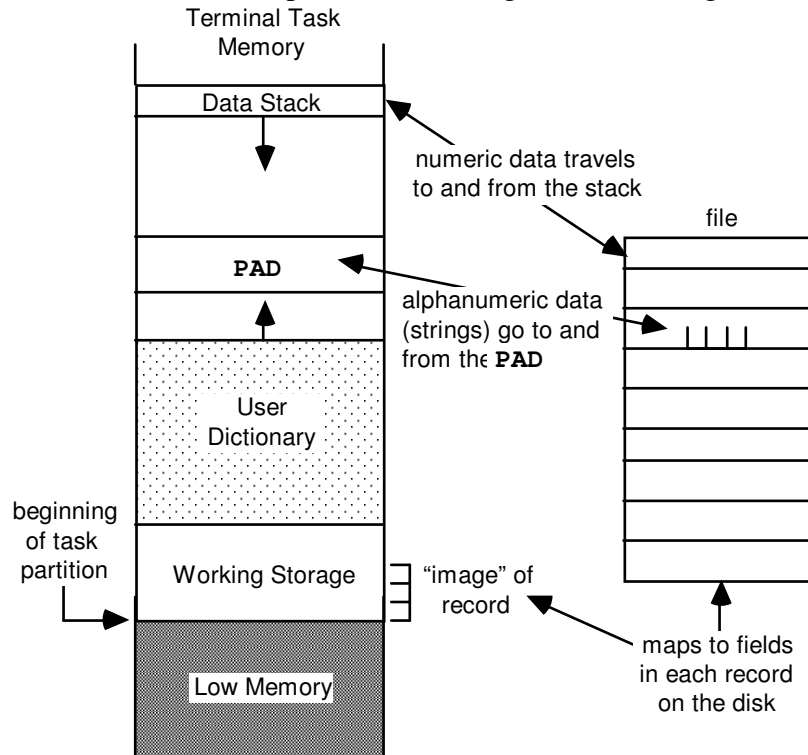 Terminal Task
Memory
Data Stack
numeric data travels
to and from the stack
file
PAD
alphanumeric data
(strings) go to and
from the PAD
User
Dictionary
beginning
of task
partition
Working Storage
“image” of
record
maps to fields
in each record
on the disk
Low Memory